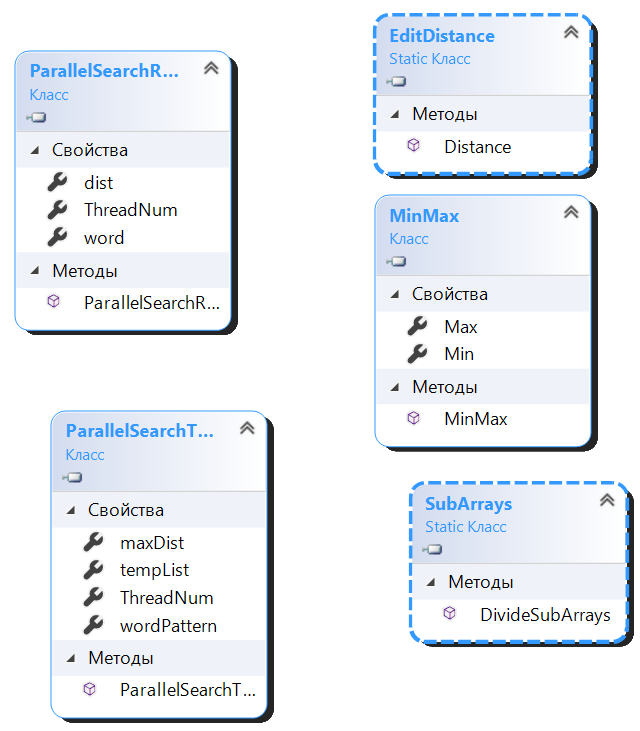 ParallelSearchR...
Класс
Свойства
dist
ThreadNum
word
Методы
ParallelSearchR...
ParallelSearchT...
Класс
Свойства
maxDist
tempList
ThreadNum
wordPattern
Методы
ParallelSearchT...
EditDistance
Static Класс
Методы
Distance
MinMax
Класс
Свойства
Max
Min
Методы
MinMax
SubArrays
Static Класс
Методы
DivideSubArrays